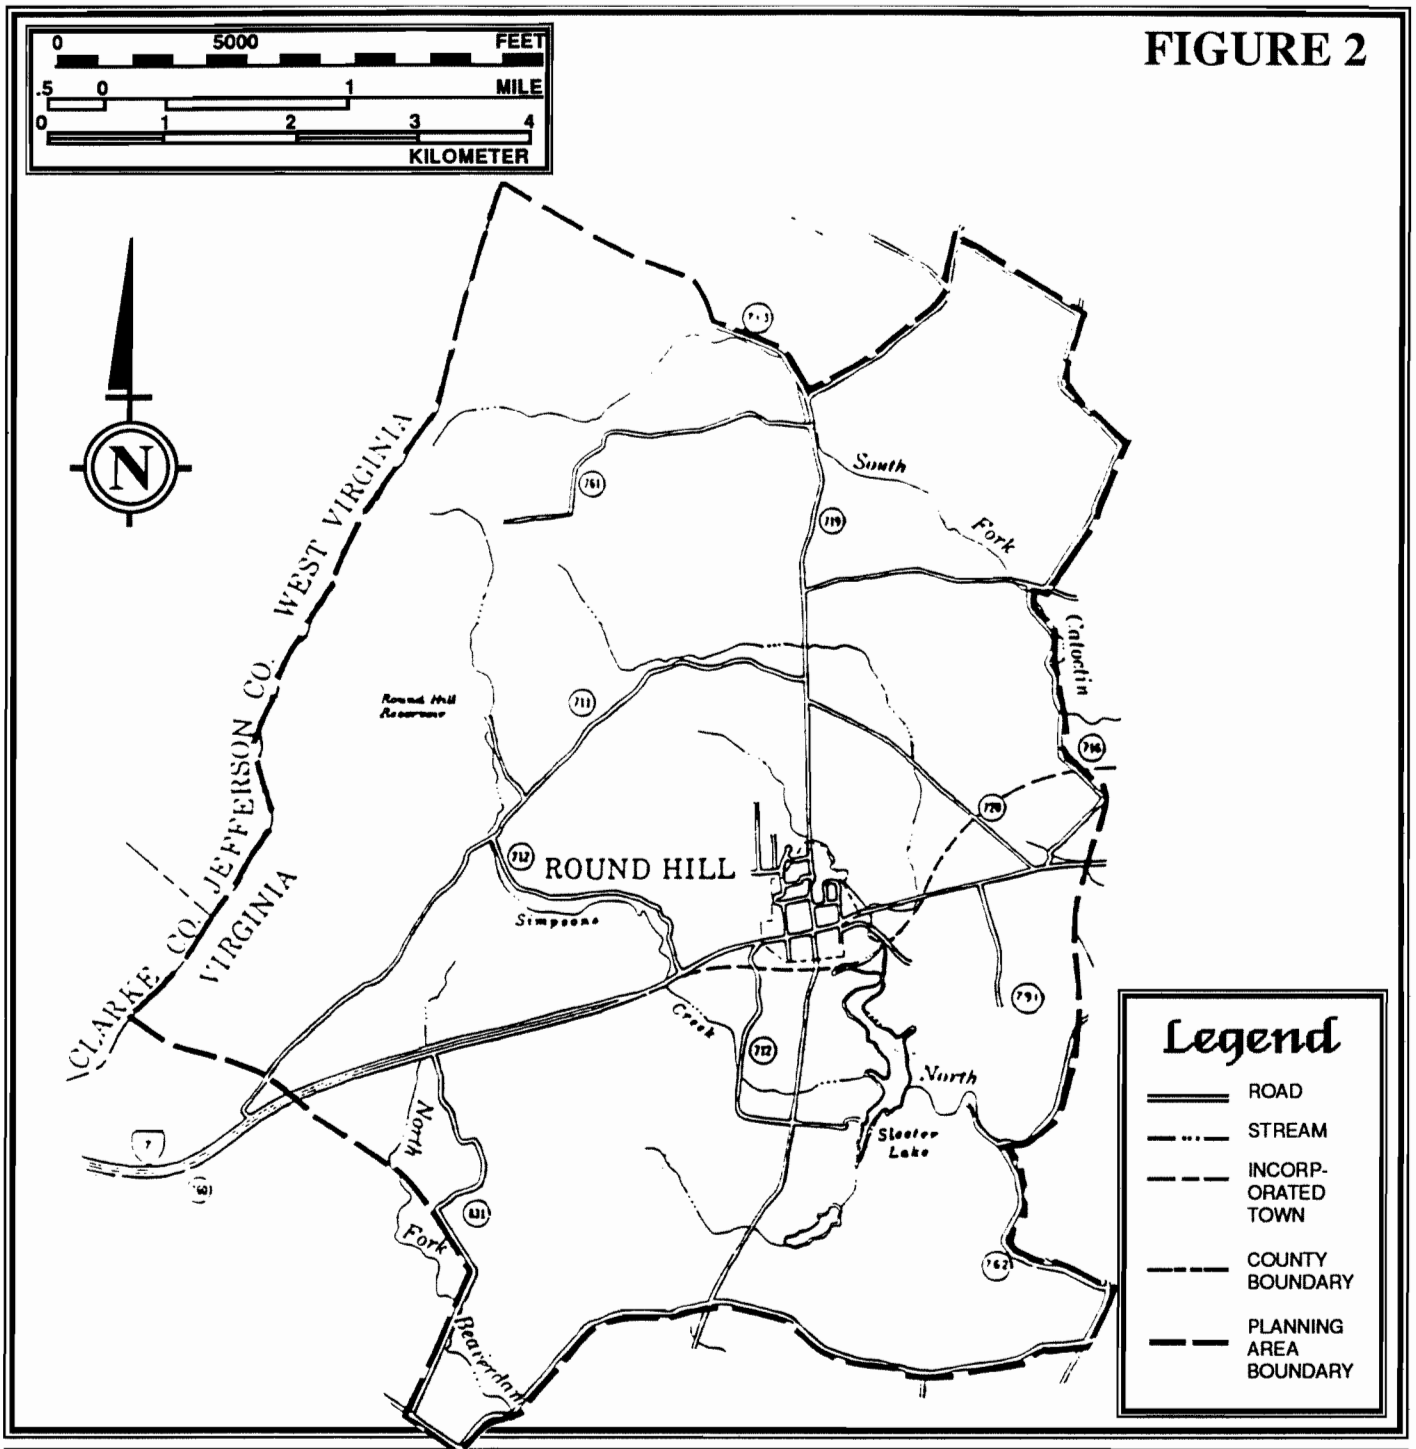 FIGURE 2
0 5000 FEET
.5 0 1 MILE
0 1 2 3 4
KILOMETER
N
WEST VIRGINIA
JEFFERSON CO.
CLARKE CO.
VIRGINIA
761
South
Fork
719
Catoctin
711
Round Hill
Reservoir
716
720
712
ROUND HILL
Simpsons
Creek
791
712
North
Sleeter
Lake
7
North
Fork
831
762
Beaverdam
Legend
ROAD
STREAM
INCORP-
ORATED
TOWN
COUNTY
BOUNDARY
PLANNING
AREA
BOUNDARY